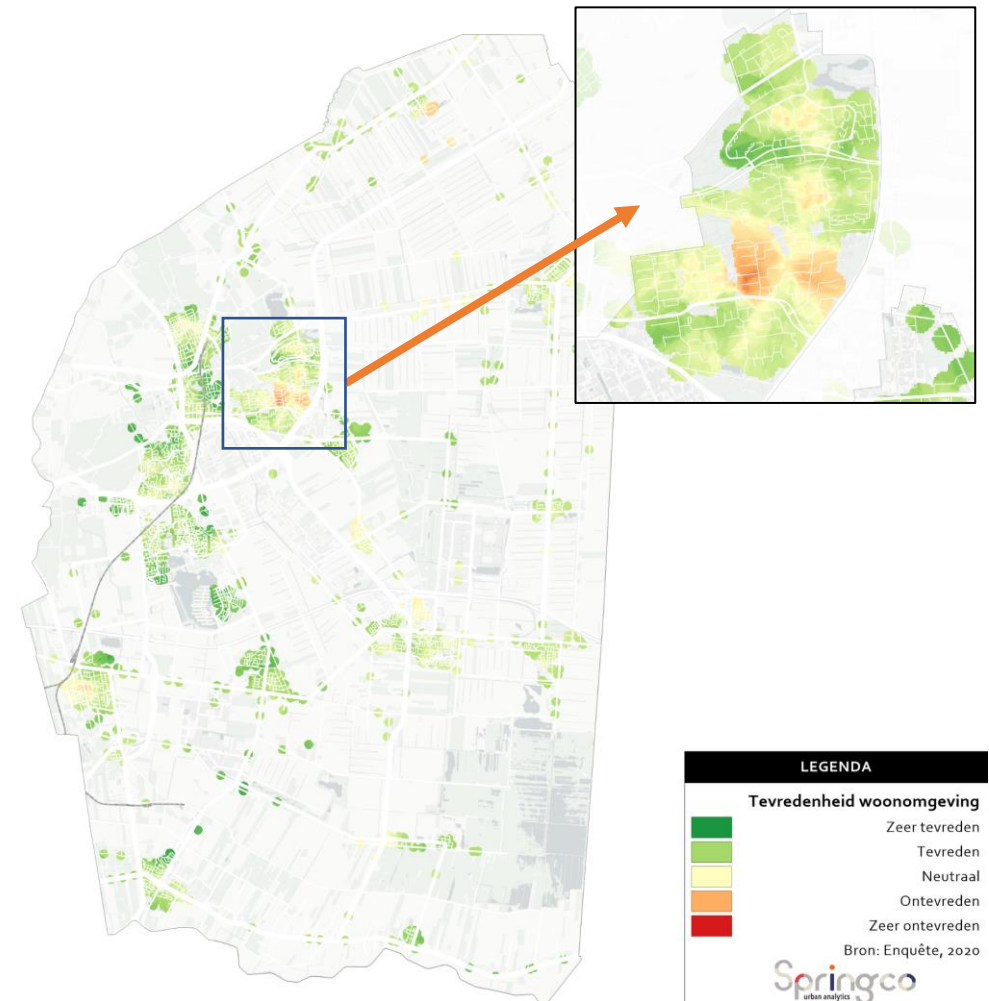 LEGENDA
Tevredenheid woonomgeving
Zeer tevreden
Tevreden
Neutraal
Ontevreden
Zeer ontevreden
Bron: Enquête, 2020
Springco
urban analytics